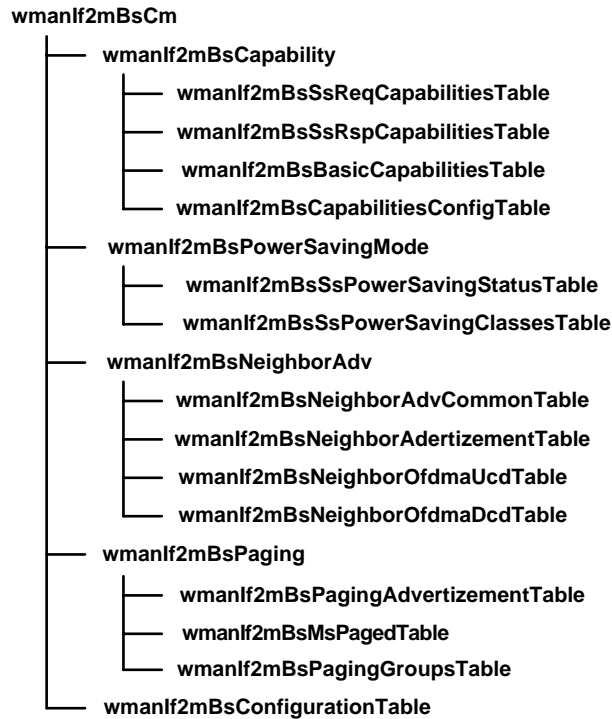 wmanIf2mBsCm
wmanIf2mBsCapability
wmanIf2mBsSsReqCapabilitiesTable
wmanIf2mBsSsRspCapabilitiesTable
wmanIf2mBsBasicCapabilitiesTable
wmanIf2mBsCapabilitiesConfigTable
wmanIf2mBsPowerSavingMode
wmanIf2mBsSsPowerSavingStatusTable
wmanIf2mBsSsPowerSavingClassesTable
wmanIf2mBsNeighborAdv
wmanIf2mBsNeighborAdvCommonTable
wmanIf2mBsNeighborAdertizementTable
wmanIf2mBsNeighborOfdmaUcdTable
wmanIf2mBsNeighborOfdmaDcdTable
wmanIf2mBsPaging
wmanIf2mBsPagingAdvertizementTable
wmanIf2mBsMsPagedTable
wmanIf2mBsPagingGroupsTable
wmanIf2mBsConfigurationTable